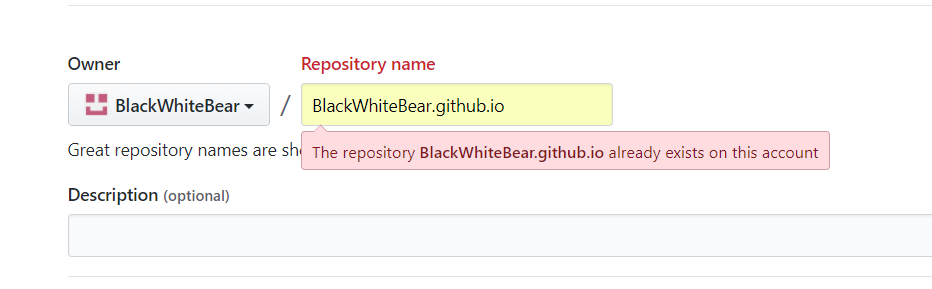 Owner
Repository name
BlackWhiteBear
/
BlackWhiteBear.github.io
Great repository names are sh
The repository BlackWhiteBear.github.io already exists on this account
Description (optional)